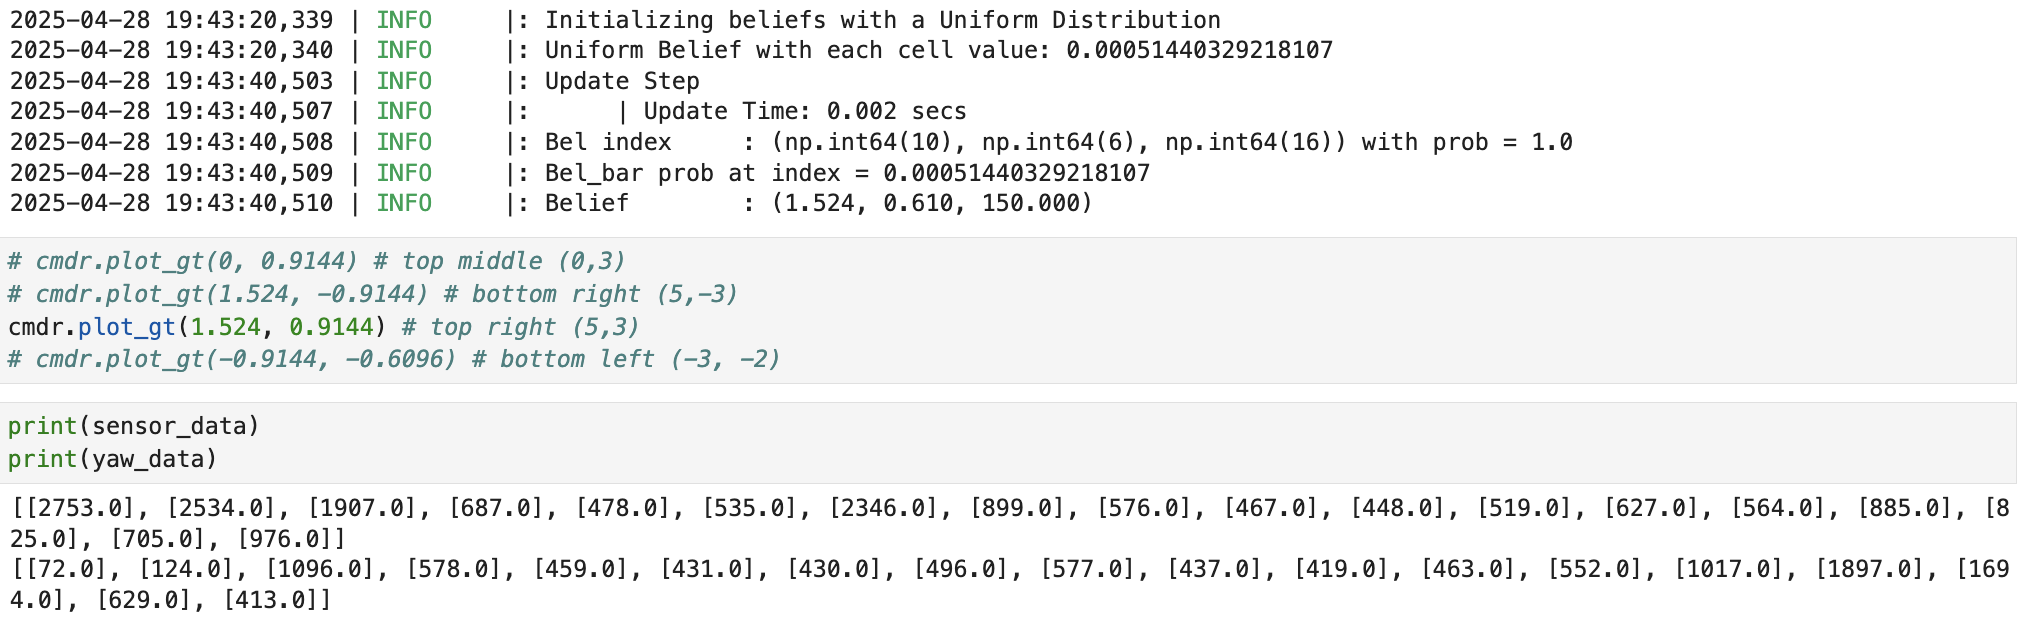 2025-04-28 19:43:20,339 | INFO     |: Initializing beliefs with a Uniform Distribution
2025-04-28 19:43:20,340 | INFO     |: Uniform Belief with each cell value: 0.00051440329218107
2025-04-28 19:43:40,503 | INFO     |: Update Step
2025-04-28 19:43:40,507 | INFO     |:      | Update Time: 0.002 secs
2025-04-28 19:43:40,508 | INFO     |: Bel index     : (np.int64(10), np.int64(6), np.int64(16)) with prob = 1.0
2025-04-28 19:43:40,509 | INFO     |: Bel_bar prob at index = 0.00051440329218107
2025-04-28 19:43:40,510 | INFO     |: Belief        : (1.524, 0.610, 150.000)
# cmdr.plot_gt(0, 0.9144) # top middle (0,3)
# cmdr.plot_gt(1.524, -0.9144) # bottom right (5,-3)
cmdr.plot_gt(1.524, 0.9144) # top right (5,3)
# cmdr.plot_gt(-0.9144, -0.6096) # bottom left (-3, -2)
print(sensor_data)
print(yaw_data)
[[2753.0], [2534.0], [1907.0], [687.0], [478.0], [535.0], [2346.0], [899.0], [576.0], [467.0], [448.0], [519.0], [627.0], [564.0], [885.0], [8
25.0], [705.0], [976.0]]
[[72.0], [124.0], [1096.0], [578.0], [459.0], [431.0], [430.0], [496.0], [577.0], [437.0], [419.0], [463.0], [552.0], [1017.0], [1897.0], [169
4.0], [629.0], [413.0]]